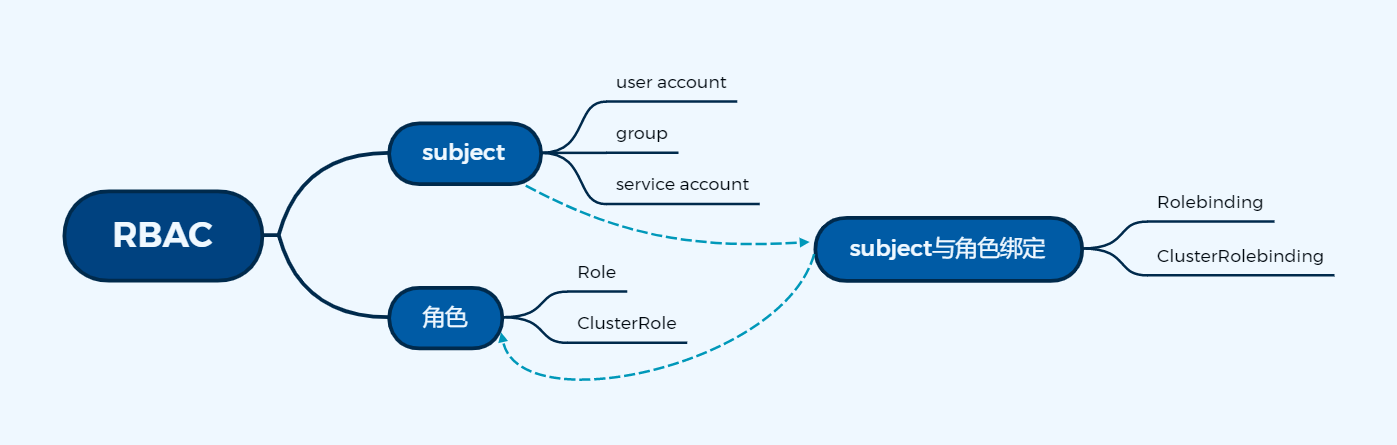 RBAC
subject
user account
group
service account
角色
Role
ClusterRole
subject与角色绑定
Rolebinding
ClusterRolebinding